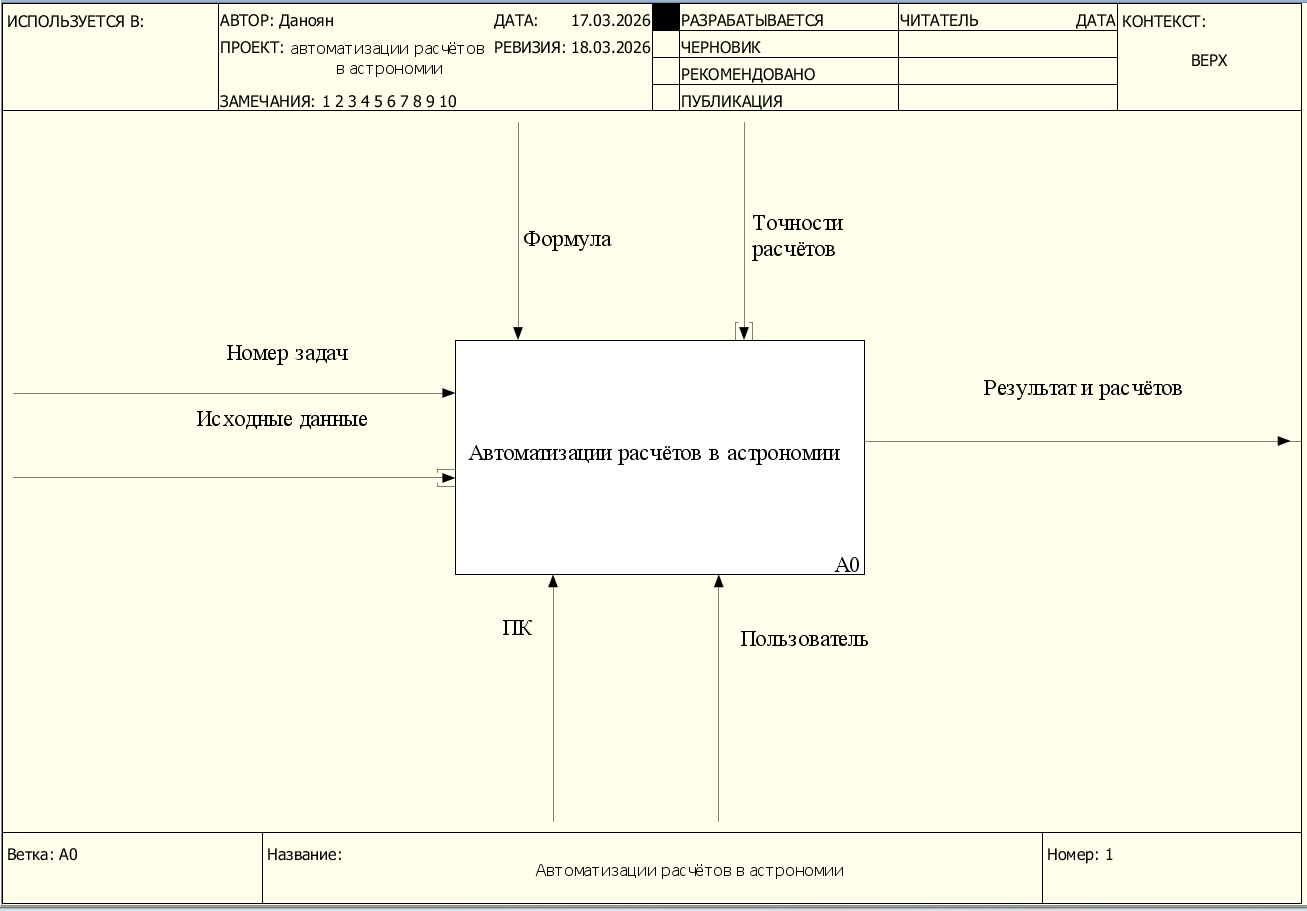 ИСПОЛЬЗУЕТСЯ В:
АВТОР: Даноян
ДАТА: 17.03.2026
ПРОЕКТ: автоматизации расчётов
в астрономии
РЕВИЗИЯ: 18.03.2026
ЗАМЕЧАНИЯ: 1 2 3 4 5 6 7 8 9 10
РАЗРАБАТЫВАЕТСЯ
ЧЕРНОВИК
РЕКОМЕНДОВАНО
ПУБЛИКАЦИЯ
ЧИТАТЕЛЬ ДАТА
КОНТЕКСТ:
ВЕРХ
Формула
Точности
расчётов
Номер задач
Исходные данные
Результат и расчётов
Автоматизации расчётов в астрономии
A0
ПК
Пользователь
Ветка: A0
Название:
Автоматизации расчётов в астрономии
Номер: 1